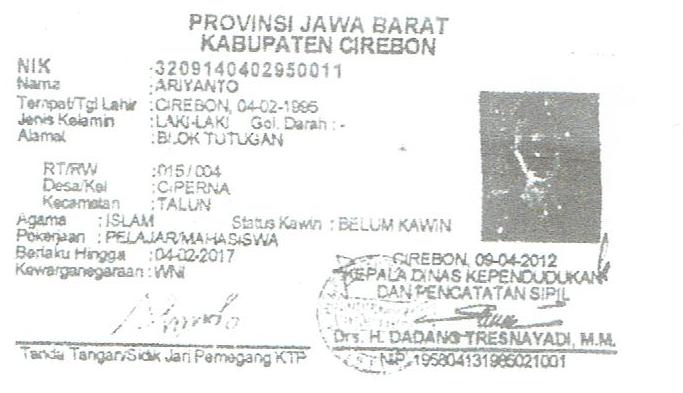 PROVINSI JAWA BARAT
KABUPATEN CIREBON
NIK : 3209140402950011
Nama : ARIYANTO
Tempat/Tgl Lahir : CIREBON, 04-02-1995
Jenis Kelamin : LAKI-LAKI Gol. Darah : -
Alamat : BLOK TUTUGAN
RT/RW : 015 / 004
Desa/Kel : CIPERNA
Kecamatan : TALUN
Agama : ISLAM Status Kawin : BELUM KAWIN
Pekerjaan : PELAJAR/MAHASISWA
Berlaku Hingga : 04-02-2017
Kewarganegaraan : WNI
CIREBON, 09-04-2012
KEPALA DINAS KEPENDUDUKAN
DAN PENCATATAN SIPIL
Drs. H. DADANG TRESNAYADI, M.M.
Tanda Tangan/Sidik Jari Pemegang KTP
NIP. 195804131985021001